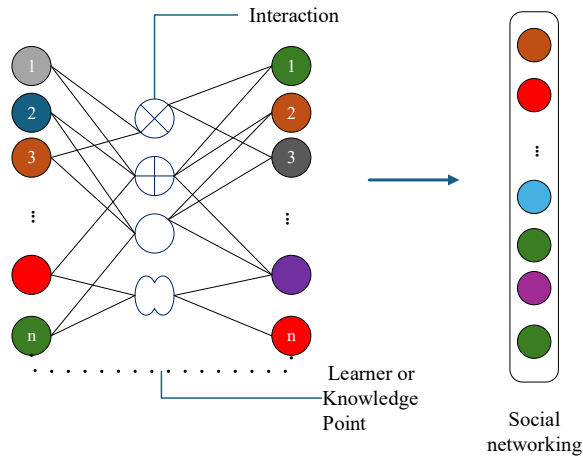 Interaction
1
1
2
2
3
3
n
n
Learner or
Knowledge
Point
Social
networking